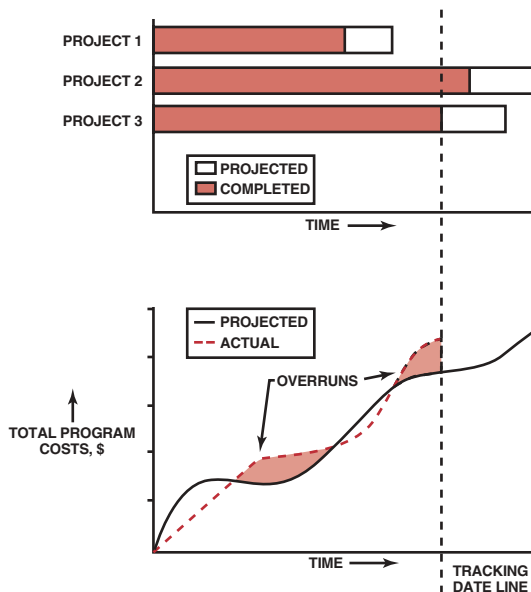 PROJECT 1
PROJECT 2
PROJECT 3
PROJECTED
COMPLETED
TIME
PROJECTED
ACTUAL
OVERRUNS
TOTAL PROGRAM
COSTS, $
TIME
TRACKING
DATE LINE